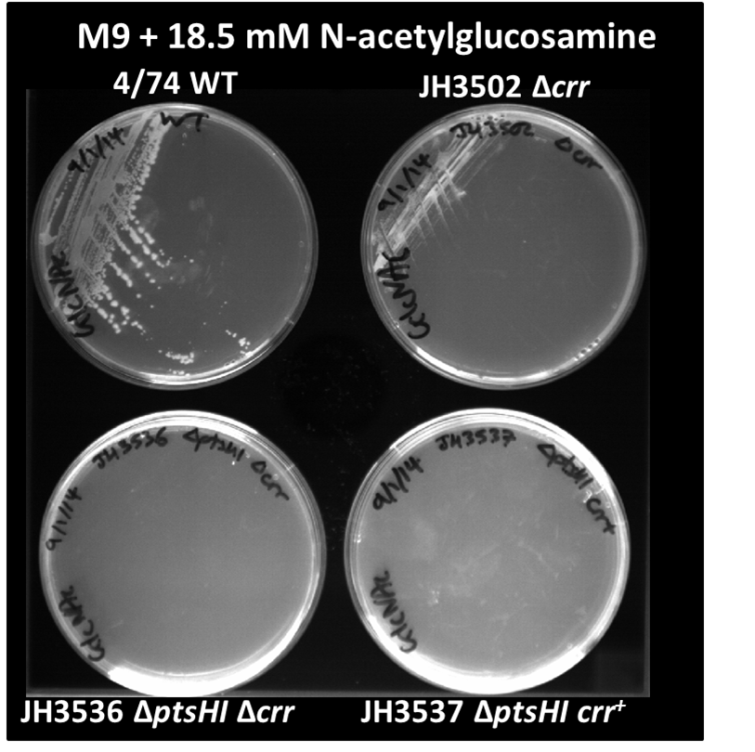 M9 + 18.5 mM N-acetylglucosamine
4/74 WT
JH3502 Δcrr
9/1/14
WT
GlcNAc
JH3502 Δcrr
9/1/14
GlcNAc
JH3536 ΔptsHI Δcrr
9/1/14
GlcNAc
JH3537 ΔptsHI crr+
9/1/14
GlcNAc
JH3536 ΔptsHI Δcrr
JH3537 ΔptsHI crr⁺